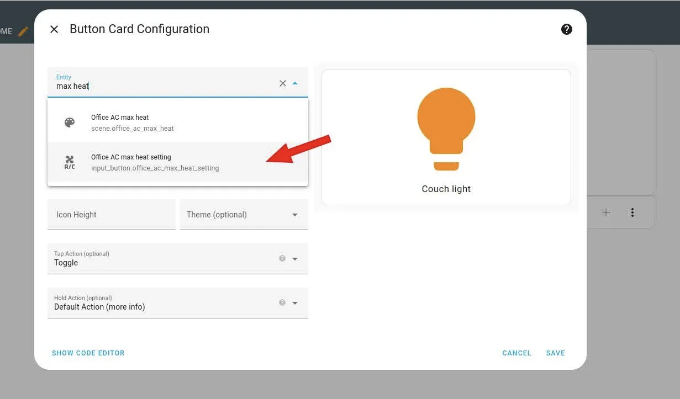 OME
Button Card Configuration
Entity
max heat
Office AC max heat
scene.office_ac_max_heat
R/C
Office AC max heat setting
input_button.office_ac_max_heat_setting
Couch light
Icon Height
Theme (optional)
Tap Action (optional)
Toggle
Hold Action (optional)
Default Action (more info)
SHOW CODE EDITOR
CANCEL
SAVE